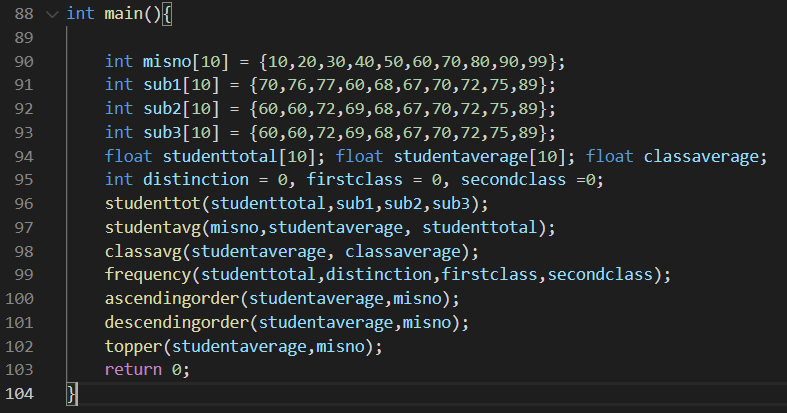 88 int main(){
89
90 int misno[10] = {10,20,30,40,50,60,70,80,90,99};
91 int sub1[10] = {70,76,77,60,68,67,70,72,75,89};
92 int sub2[10] = {60,60,72,69,68,67,70,72,75,89};
93 int sub3[10] = {60,60,72,69,68,67,70,72,75,89};
94 float studenttotal[10]; float studentaverage[10]; float classaverage;
95 int distinction = 0, firstclass = 0, secondclass =0;
96 studenttot(studenttotal,sub1,sub2,sub3);
97 studentavg(misno,studentaverage, studenttotal);
98 classavg(studentaverage, classaverage);
99 frequency(studenttotal,distinction,firstclass,secondclass);
100 ascendingorder(studentaverage,misno);
101 descendingorder(studentaverage,misno);
102 topper(studentaverage,misno);
103 return 0;
104 }